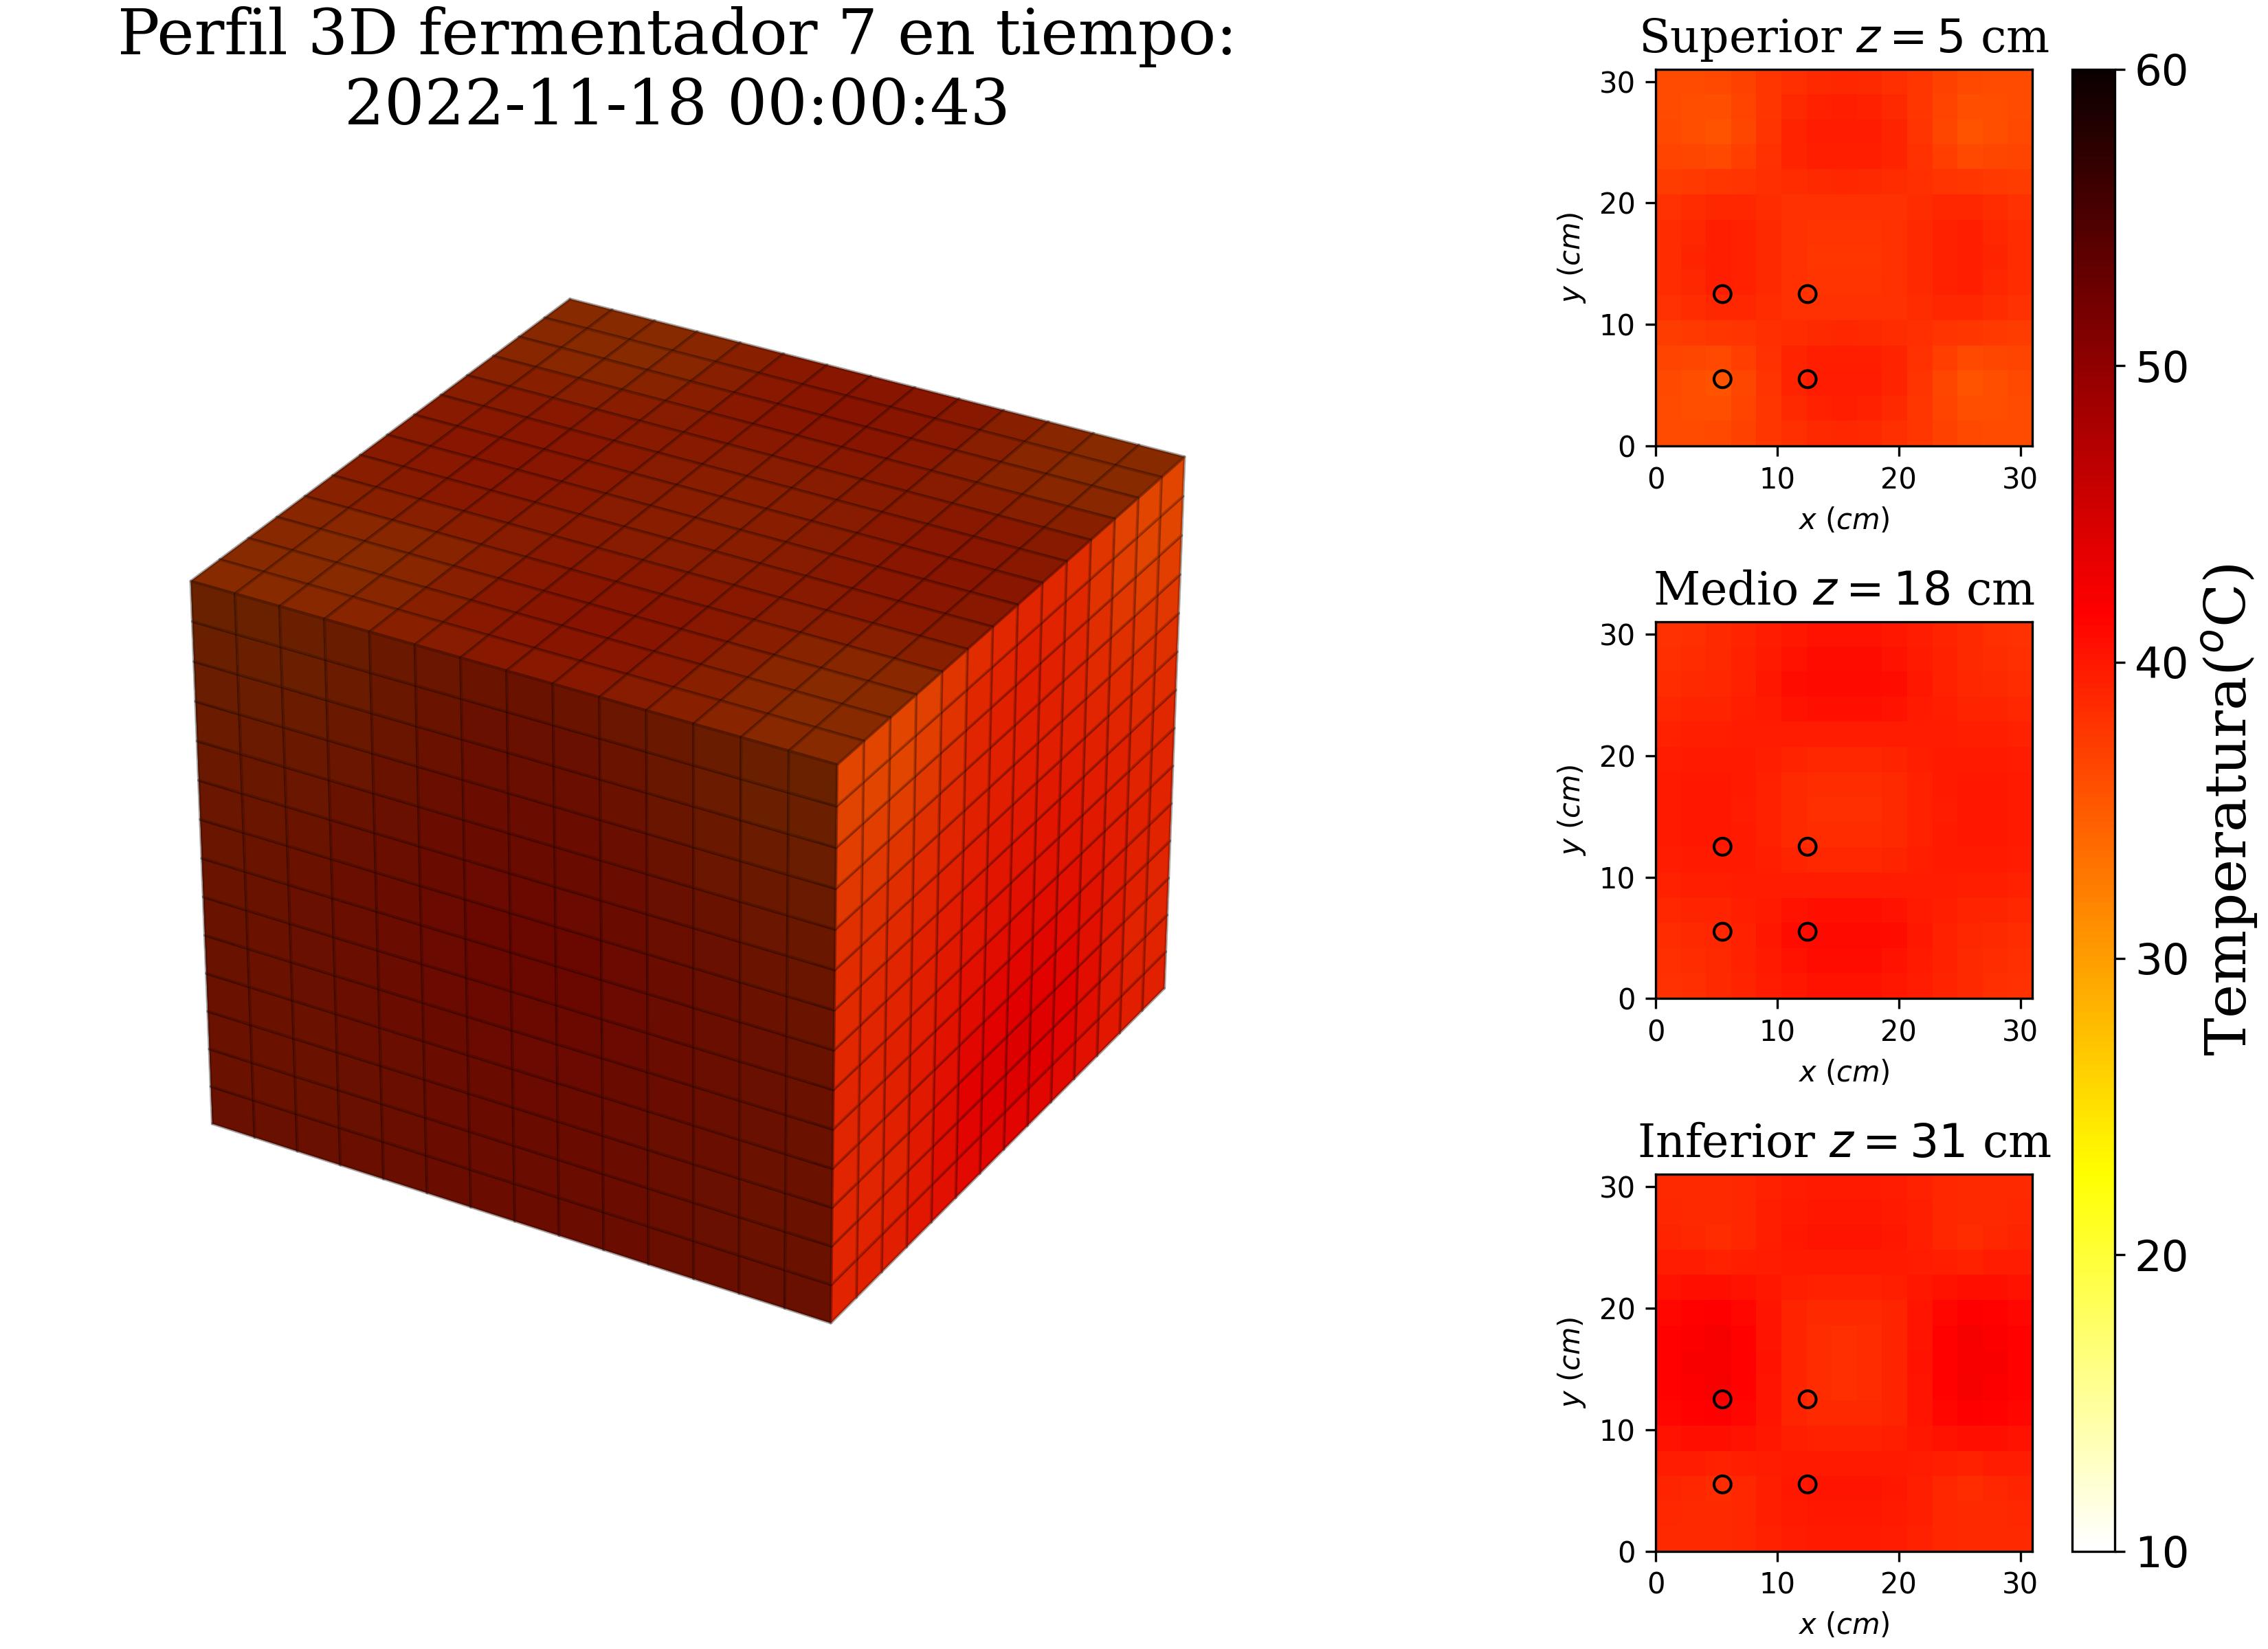 Perfil 3D fermentador 7 en tiempo:
2022-11-18 00:00:43
Superior z = 5 cm
30
20
10
0
y (cm)
0 10 20 30
x (cm)
Medio z = 18 cm
30
20
10
0
y (cm)
0 10 20 30
x (cm)
Inferior z = 31 cm
30
20
10
0
y (cm)
0 10 20 30
x (cm)
60
50
40
30
20
10
Temperatura(°C)